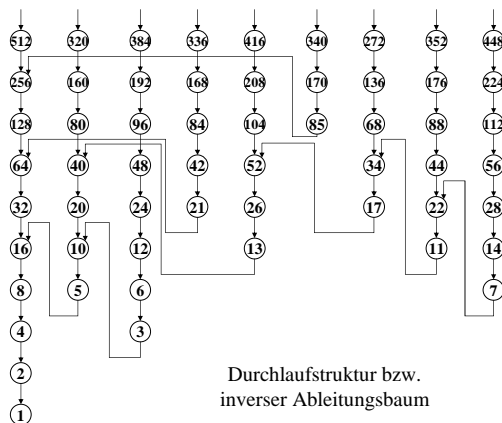 512 320 384 336 416 340 272 352 448
256 160 192 168 208 170 136 176 224
128 80 96 84 104 85 68 88 112
64 40 48 42 52 34 44 56
32 20 24 21 26 17 22 28
16 10 12 13 11 14
8 5 6 7
4 3
2
1
Durchlaufstruktur bzw.
inverser Ableitungsbaum